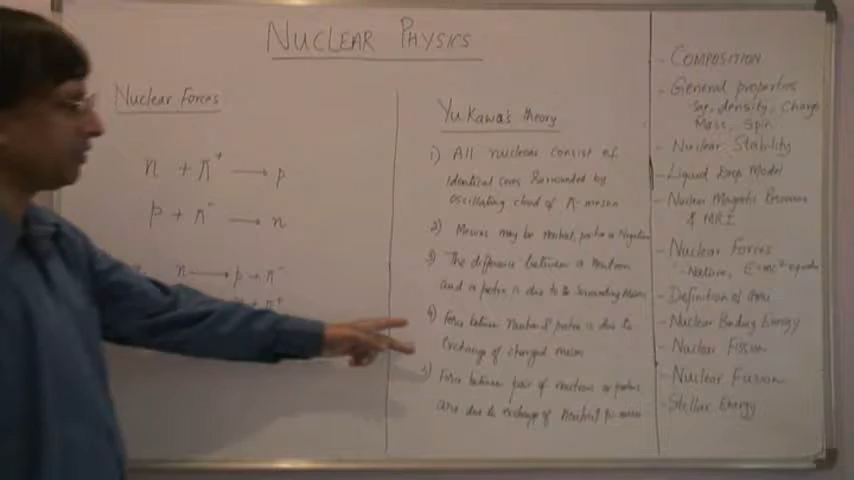 NUCLEAR PHYSICS
Nuclear Forces
n + π⁺ → p
p + π⁻ → n
n → p + π⁻
π⁺
Yukawa's theory
1) All nucleons consist of
identical cores Surrounded by
oscillating cloud of π-meson
2) Mesons may be Neutral, positive or Negative
3) The difference between a Neutron
and a proton is due to Surrounding Mesons
4) Force between Neutron & proton is due to
Exchange of charged meson
5) Force between pair of neutrons or protons
are due to exchange of Neutral
- COMPOSITION
- General properties
Size, density, Charge
Mass, Spin
- Nuclear Stability
- Liquid Drop Model
- Nuclear Magnetic Resonance
& MRI
- Nuclear Forces
- Nature, E=mc²
- Definition of amu
- Nuclear Binding Energy
- Nuclear Fission
- Nuclear Fusion
- Stellar Energy